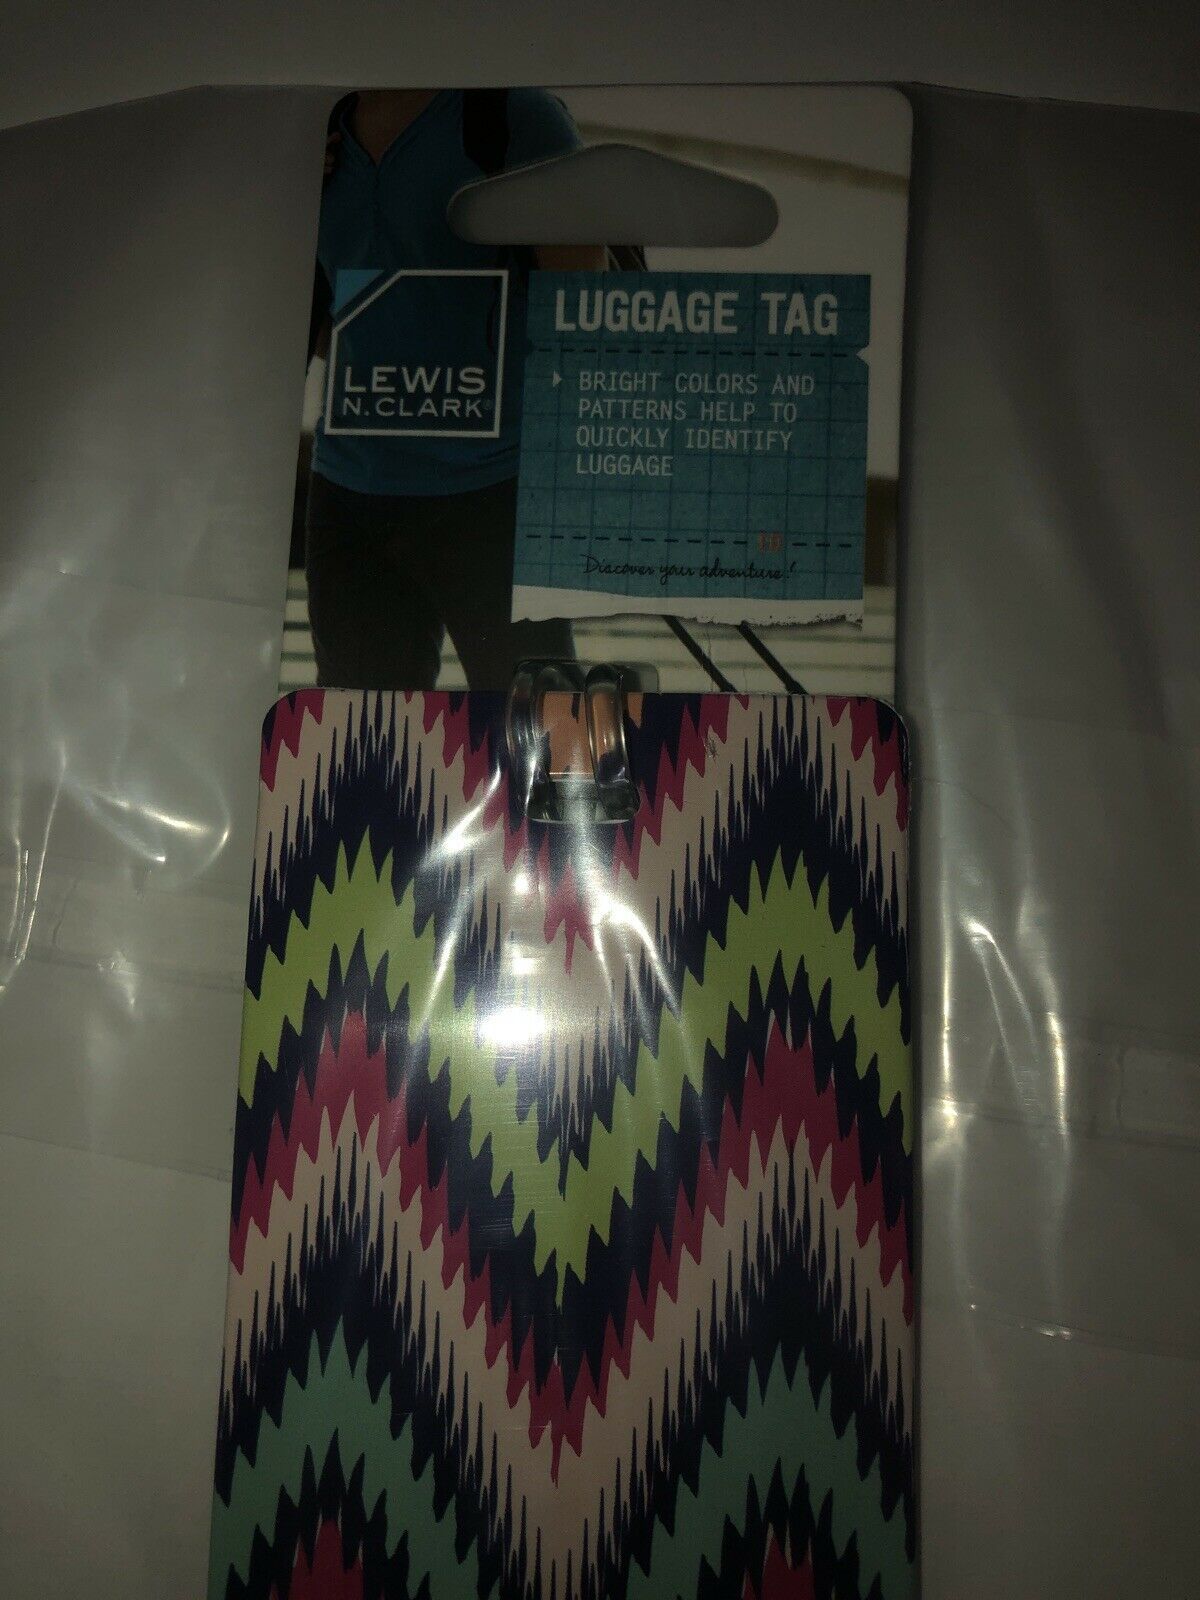 LEWIS
N. CLARK®
LUGGAGE TAG
BRIGHT COLORS AND
PATTERNS HELP TO
QUICKLY IDENTIFY
LUGGAGE
Discover your adventure!